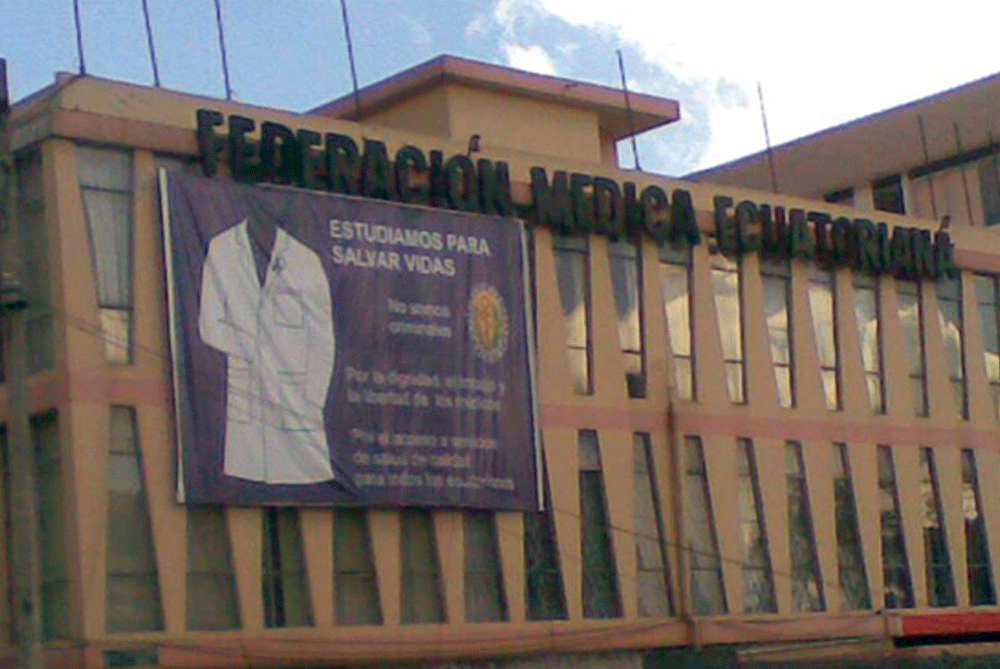 FEDERACIÓN MEDICA ECUATORIANA
ESTUDIAMOS PARA
SALVAR VIDAS
No somos
criminales
Por la dignidad, el trabajo y
la libertad de los médicos
Por el acceso a servicios
de salud de calidad
para todos los ecuatorianos